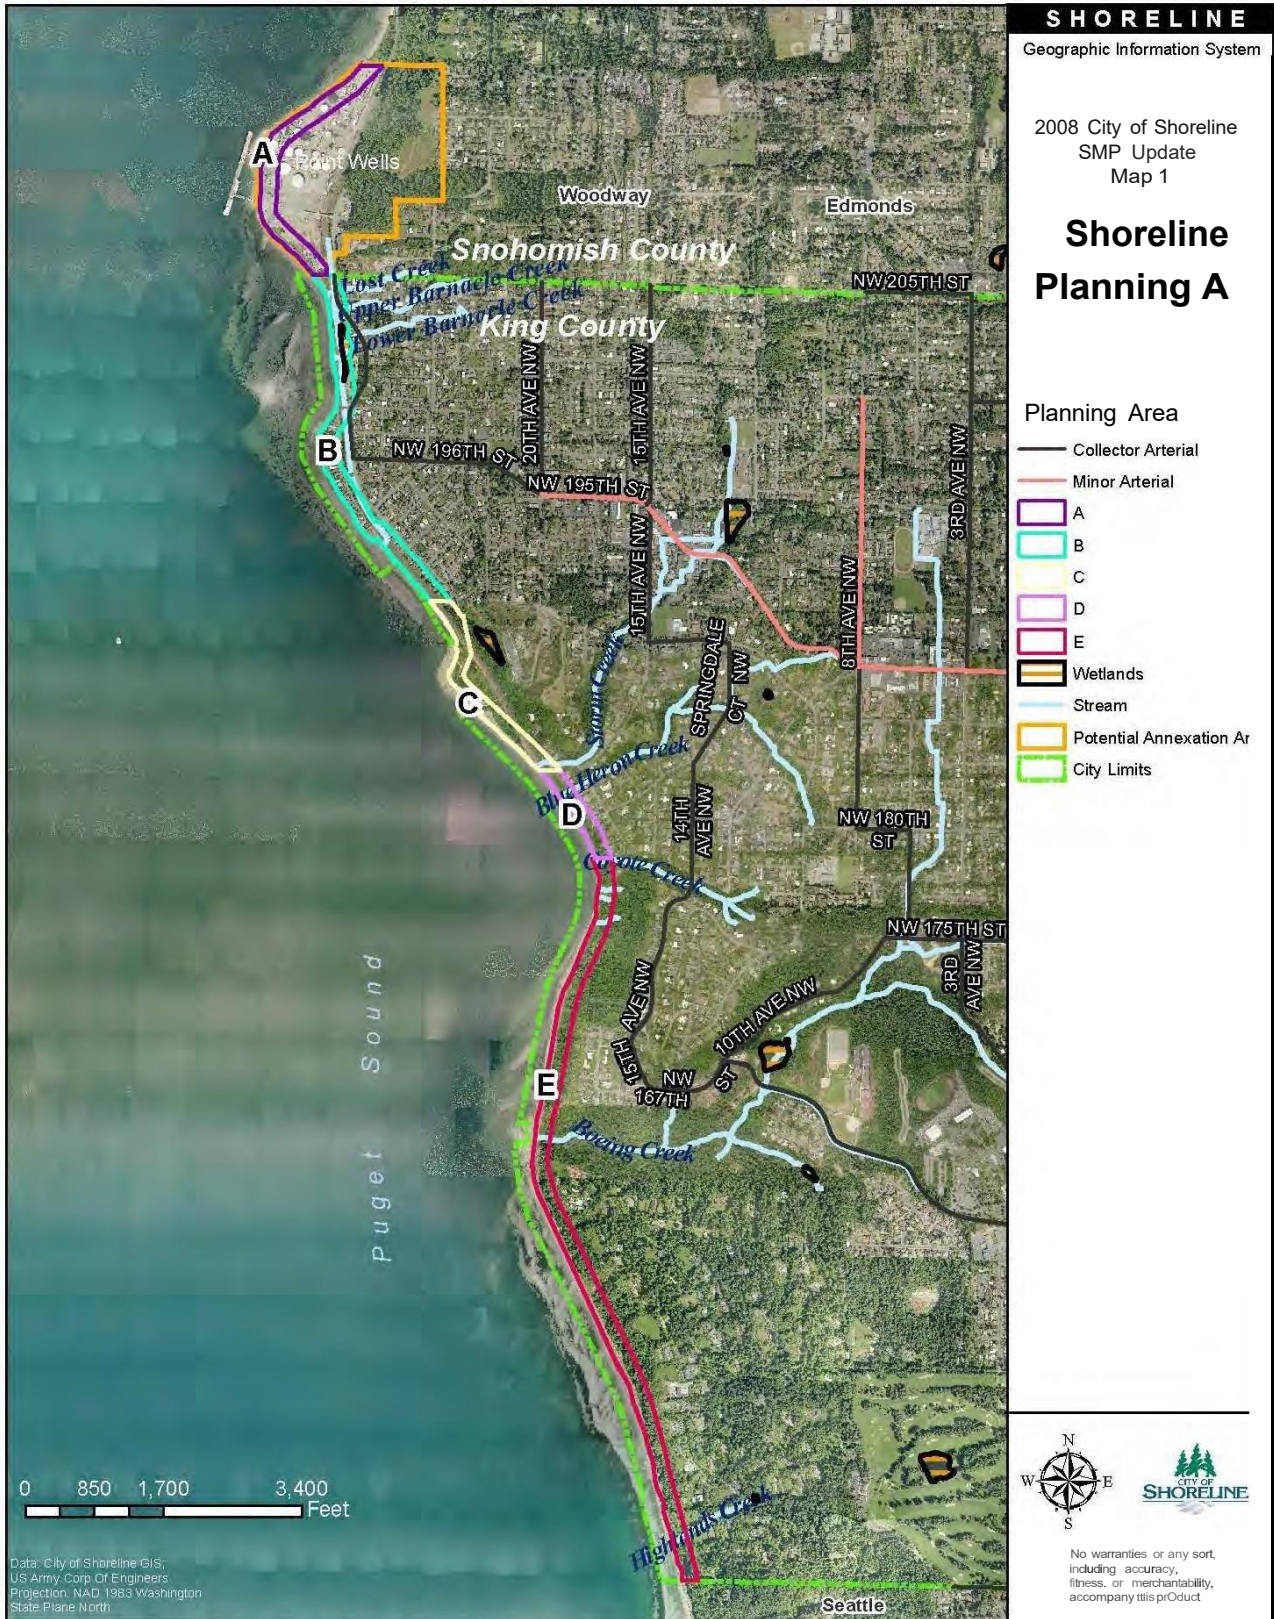 SHORELINE
Geographic Information System
2008 City of Shoreline
SMP Update
Map 1
Shoreline
Planning A
Planning Area
Collector Arterial
Minor Arterial
A
B
C
D
E
Wetlands
Stream
Potential Annexation Ar
City Limits
A
Point Wells
Woodway
Edmonds
Snohomish County
Lost Creek
Upper Barnacle Creek
NW 205TH ST
Lower Barnacle Creek
King County
20TH AVE NW
15TH AVE NW
3RD AVE NW
B
NW 196TH ST
NW 195TH ST
15TH AVE NW
8TH AVE NW
SPRINGDALE
CT NW
Storm Creek
C
Blue Heron Creek
D
14TH
AVE NW
NW 180TH
ST
Coyote Creek
NW 175TH ST
3RD
AVE NW
15TH AVE NW
10TH AVE NW
NW
167TH
ST
E
Boeing Creek
Puget Sound
Highlands Creek
Seattle
0 850 1,700 3,400
Feet
Data: City of Shoreline GIS;
US Army Corp Of Engineers
Projection: NAD 1983 Washington
State Plane North
N
W E
S
CITY OF
SHORELINE
No warranties or any sort,
including accuracy,
fitness. or merchantability,
accompany ttlis prOduct